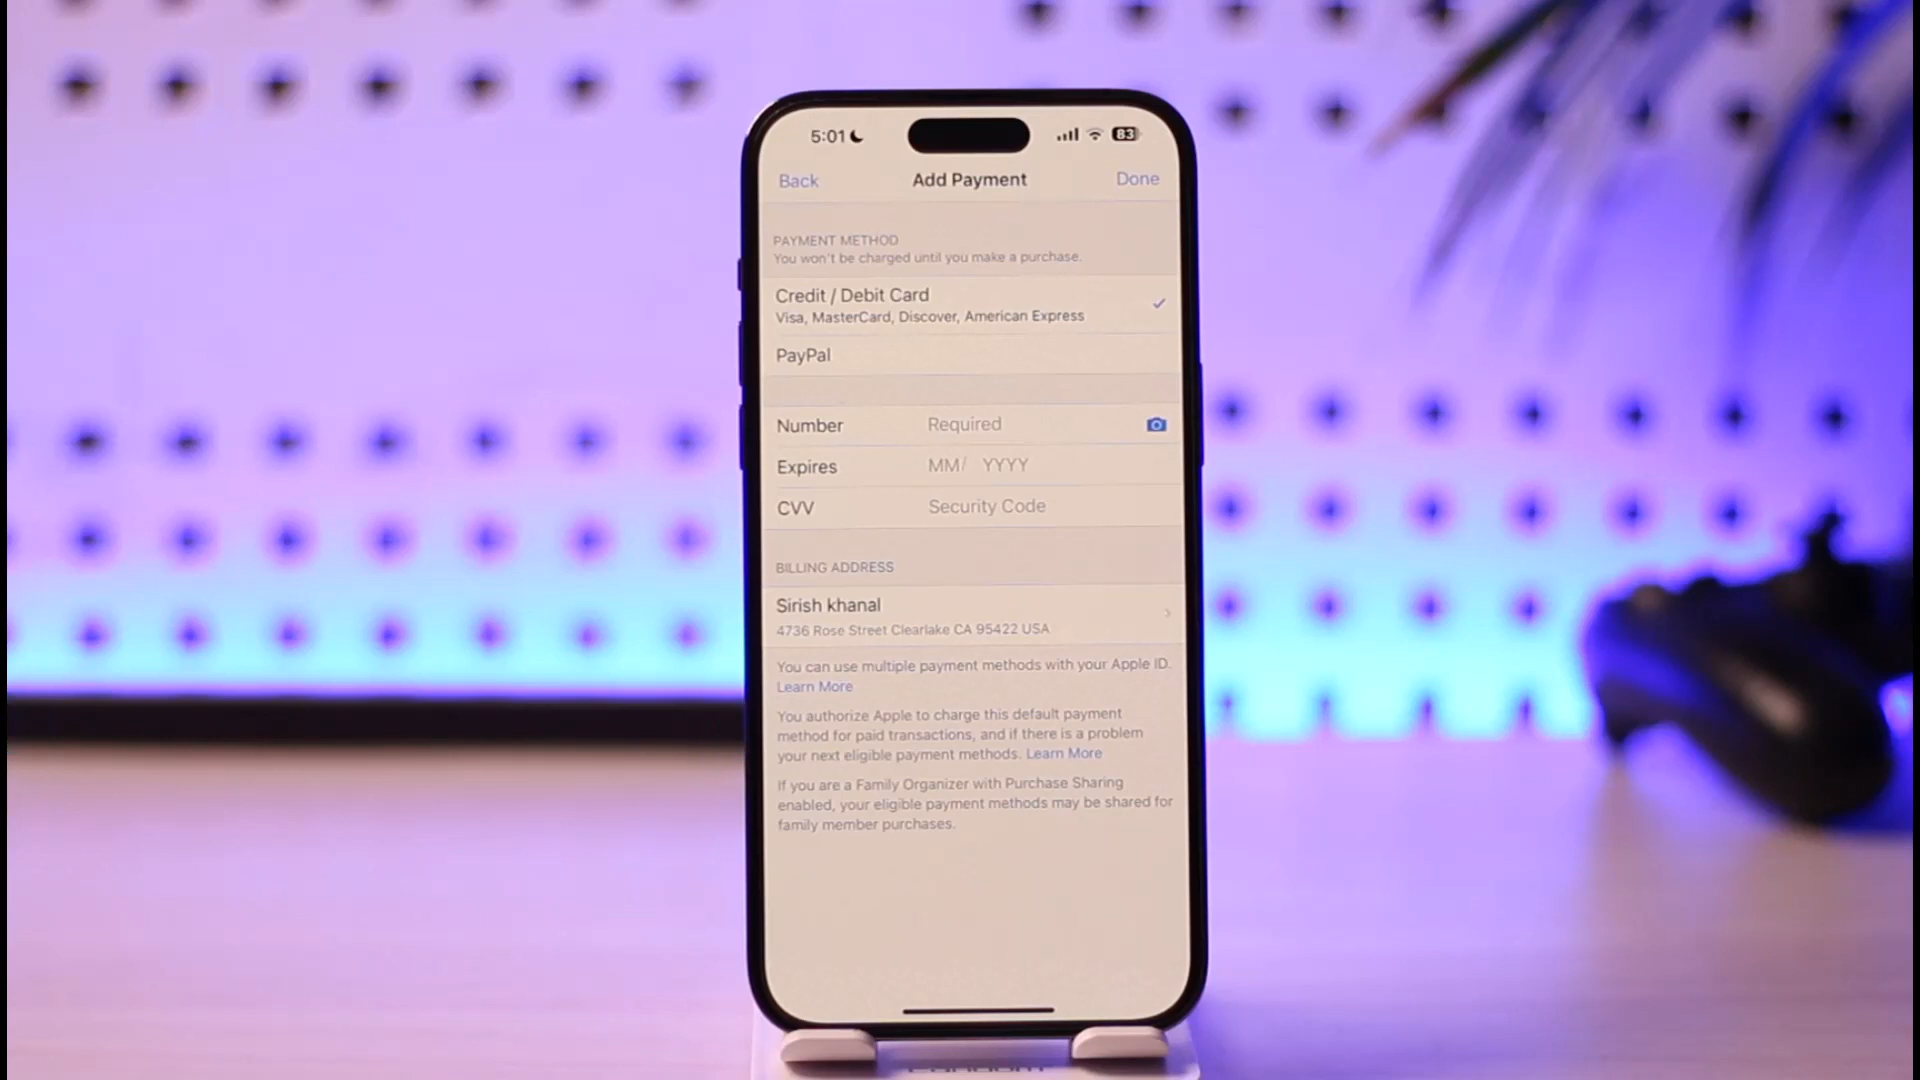 5:01
83
Back
Add Payment
Done
PAYMENT METHOD
You won't be charged until you make a purchase.
Credit / Debit Card
Visa, MasterCard, Discover, American Express
PayPal
Number Required
Expires MM/ YYYY
CVV Security Code
BILLING ADDRESS
Sirish khanal
4736 Rose Street Clearlake CA 95422 USA
You can use multiple payment methods with your Apple ID.
Learn More
You authorize Apple to charge this default payment
method for paid transactions, and if there is a problem
your next eligible payment methods. Learn More
If you are a Family Organizer with Purchase Sharing
enabled, your eligible payment methods may be shared for
family member purchases.